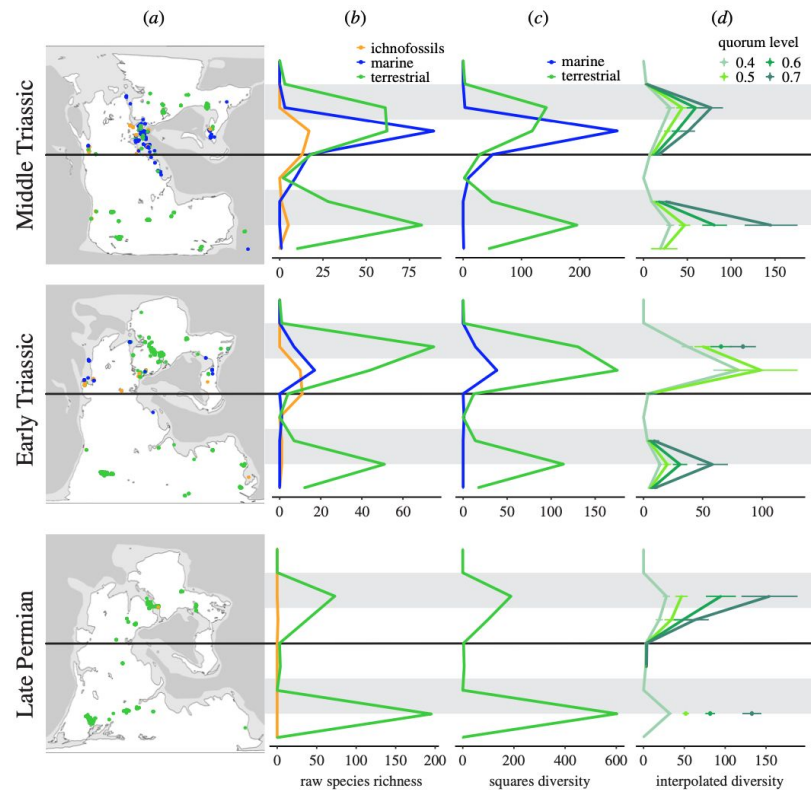 (a) (b) (c) (d)
ichnofossils
marine
terrestrial
marine
terrestrial
quorum level
0.4 0.6
0.5 0.7
Middle Triassic
0 25 50 75
0 100 200
0 50 100 150
Early Triassic
0 20 40 60
0 50 100 150
0 50 100
Late Permian
0 50 100 150 200
0 200 400 600
0 50 100 150
raw species richness squares diversity interpolated diversity